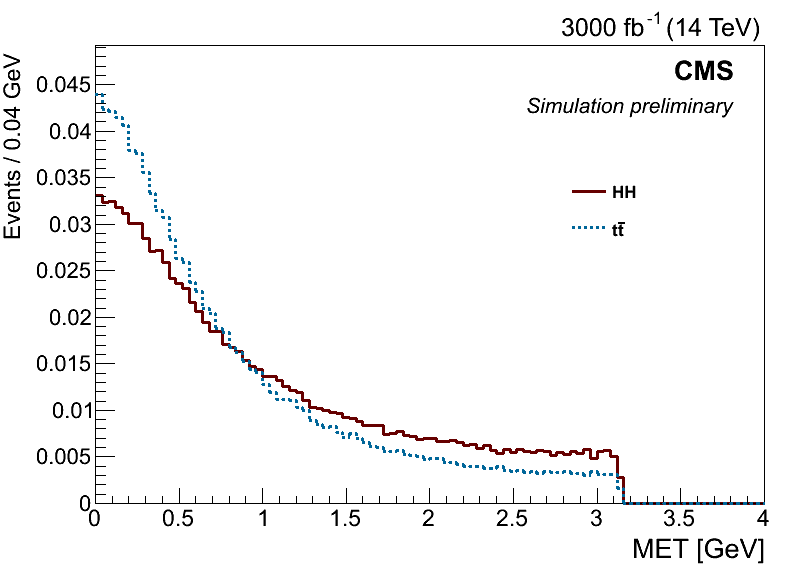 3000 fb⁻¹ (14 TeV)
CMS
Simulation preliminary
HH
tt̄
Events / 0.04 GeV
0.045
0.04
0.035
0.03
0.025
0.02
0.015
0.01
0.005
0
0 0.5 1 1.5 2 2.5 3 3.5 4
MET [GeV]